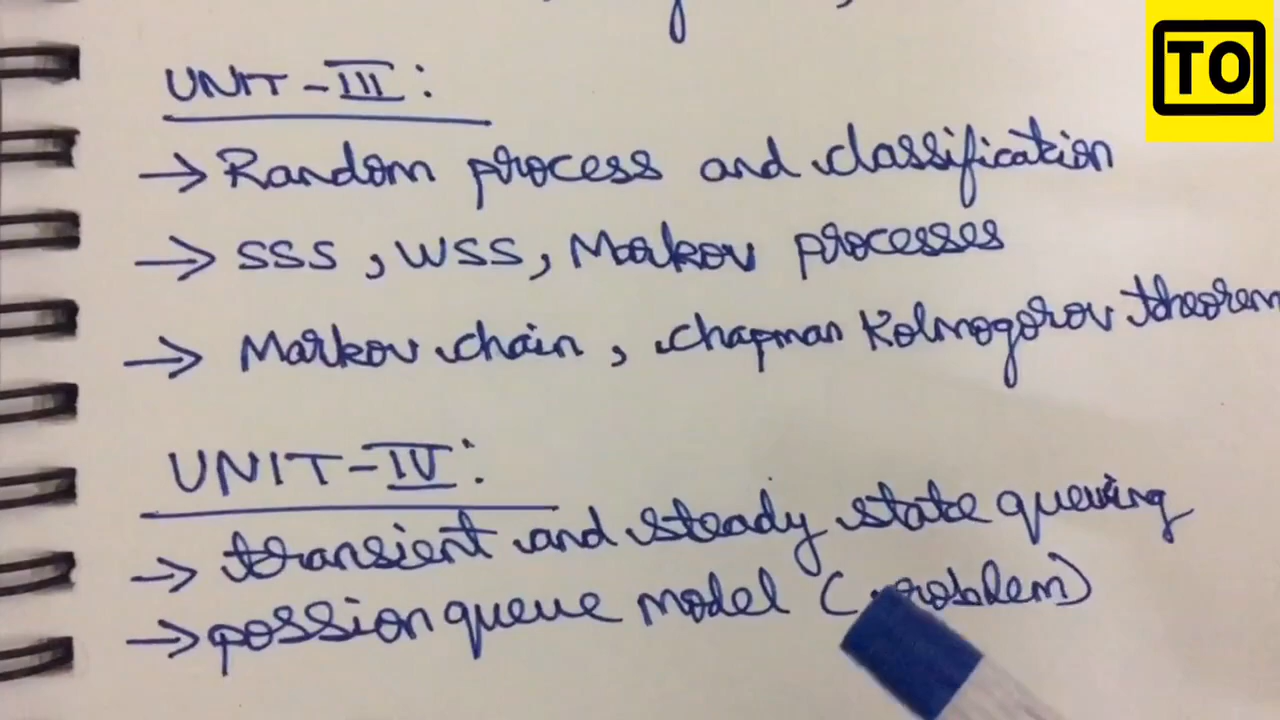 TO
UNIT-III:
→ Random process and classification
→ SSS, WSS, Markov processes
→ Markov chain, chapman Kolmogorov theorem
UNIT-IV:
→ transient and steady state queuing
→ possion queue model (problem)